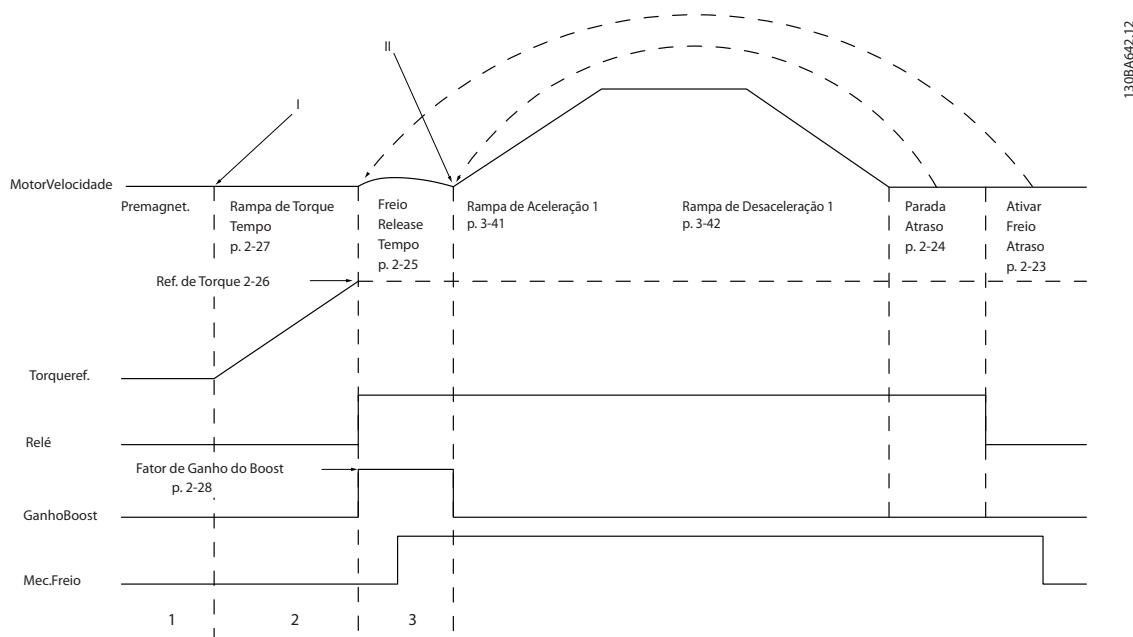 130BA642.12
II
I
MotorVelocidade
Premagnet.
Rampa de Torque
Tempo
p. 2-27
Freio
Release
Tempo
p. 2-25
Rampa de Aceleração 1
p. 3-41
Rampa de Desaceleração 1
p. 3-42
Parada
Atraso
p. 2-24
Ativar
Freio
Atraso
p. 2-23
Ref. de Torque 2-26
Torqueref.
Relé
Fator de Ganho do Boost
p. 2-28
GanhoBoost
Mec.Freio
1
2
3